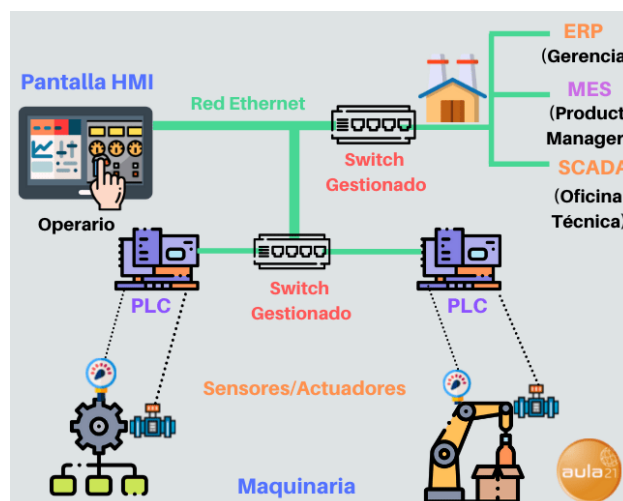 ERP
(Gerencia)
Pantalla HMI
MES
Red Ethernet
(Product
Manager)
Switch
Gestionado
SCADA
(Oficina
Técnica)
Operario
PLC
Switch
Gestionado
PLC
Sensores/Actuadores
Maquinaria
aula21